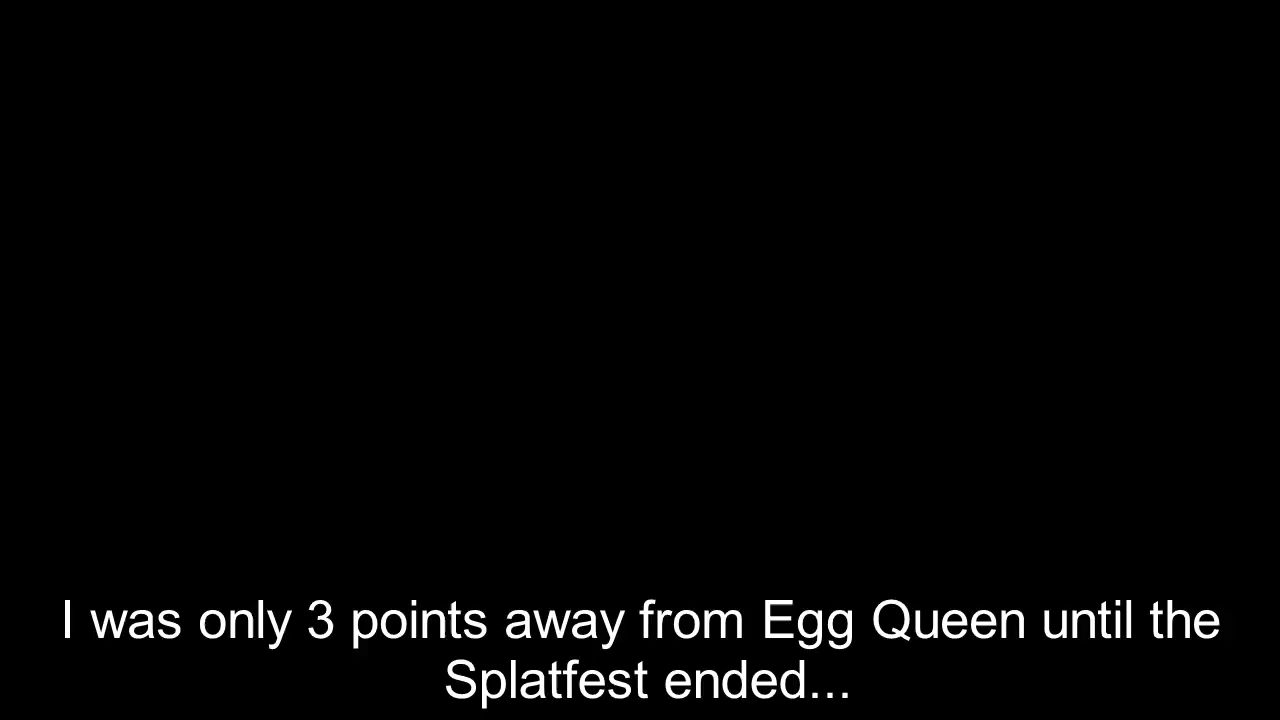 I was only 3 points away from Egg Queen until the
Splatfest ended...